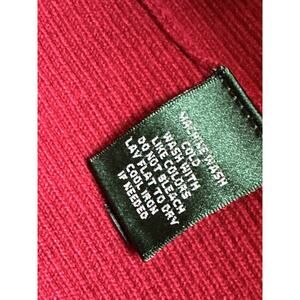 MACHINE WASH
COLD
WASH WITH
LIKE COLORS
DO NOT BLEACH
LAY FLAT TO DRY
COOL IRON
IF NEEDED